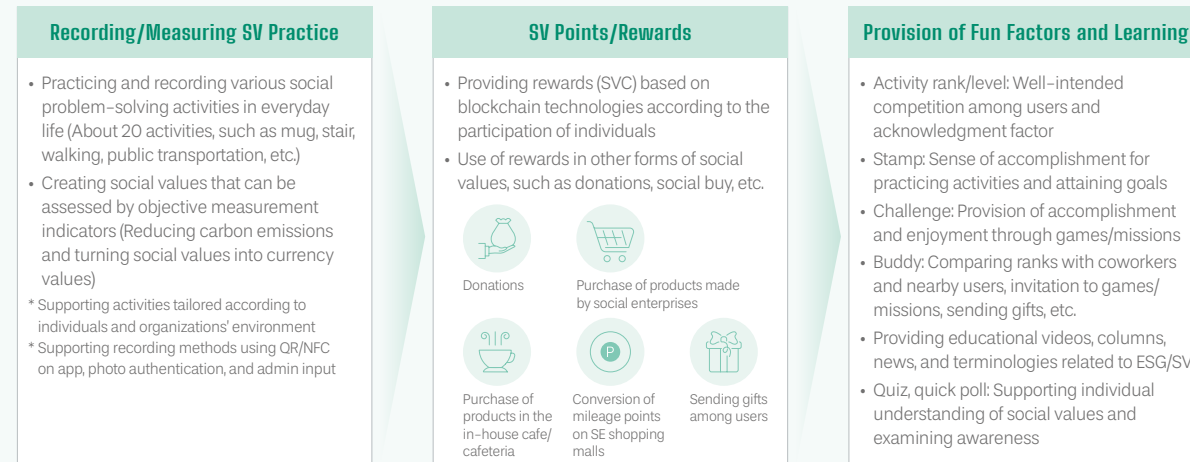 Recording/Measuring SV Practice
• Practicing and recording various social
problem-solving activities in everyday
life (About 20 activities, such as mug, stair,
walking, public transportation, etc.)
• Creating social values that can be
assessed by objective measurement
indicators (Reducing carbon emissions
and turning social values into currency
values)
* Supporting activities tailored according to
individuals and organizations' environment
* Supporting recording methods using QR/NFC
on app, photo authentication, and admin input
SV Points/Rewards
• Providing rewards (SVC) based on
blockchain technologies according to the
participation of individuals
• Use of rewards in other forms of social
values, such as donations, social buy, etc.
Donations
Purchase of products made
by social enterprises
Purchase of
products in the
in-house cafe/
cafeteria
P
Conversion of
mileage points
on SE shopping
malls
Sending gifts
among users
Provision of Fun Factors and Learning
• Activity rank/level: Well-intended
competition among users and
acknowledgment factor
• Stamp: Sense of accomplishment for
practicing activities and attaining goals
• Challenge: Provision of accomplishment
and enjoyment through games/missions
• Buddy: Comparing ranks with coworkers
and nearby users, invitation to games/
missions, sending gifts, etc.
• Providing educational videos, columns,
news, and terminologies related to ESG/SV
• Quiz, quick poll: Supporting individual
understanding of social values and
examining awareness